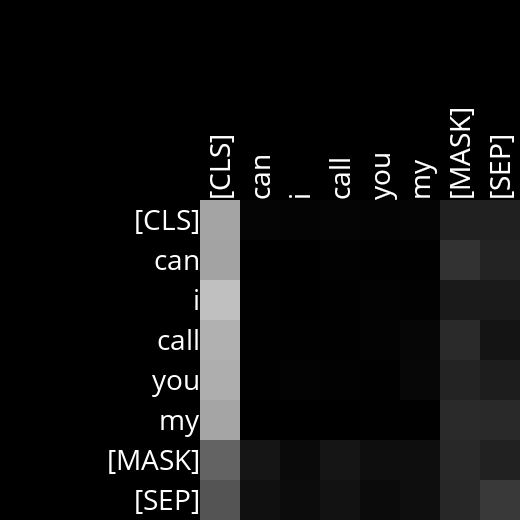 [CLS] can i call you my [MASK] [SEP]
[CLS]
can
i
call
you
my
[MASK]
[SEP]